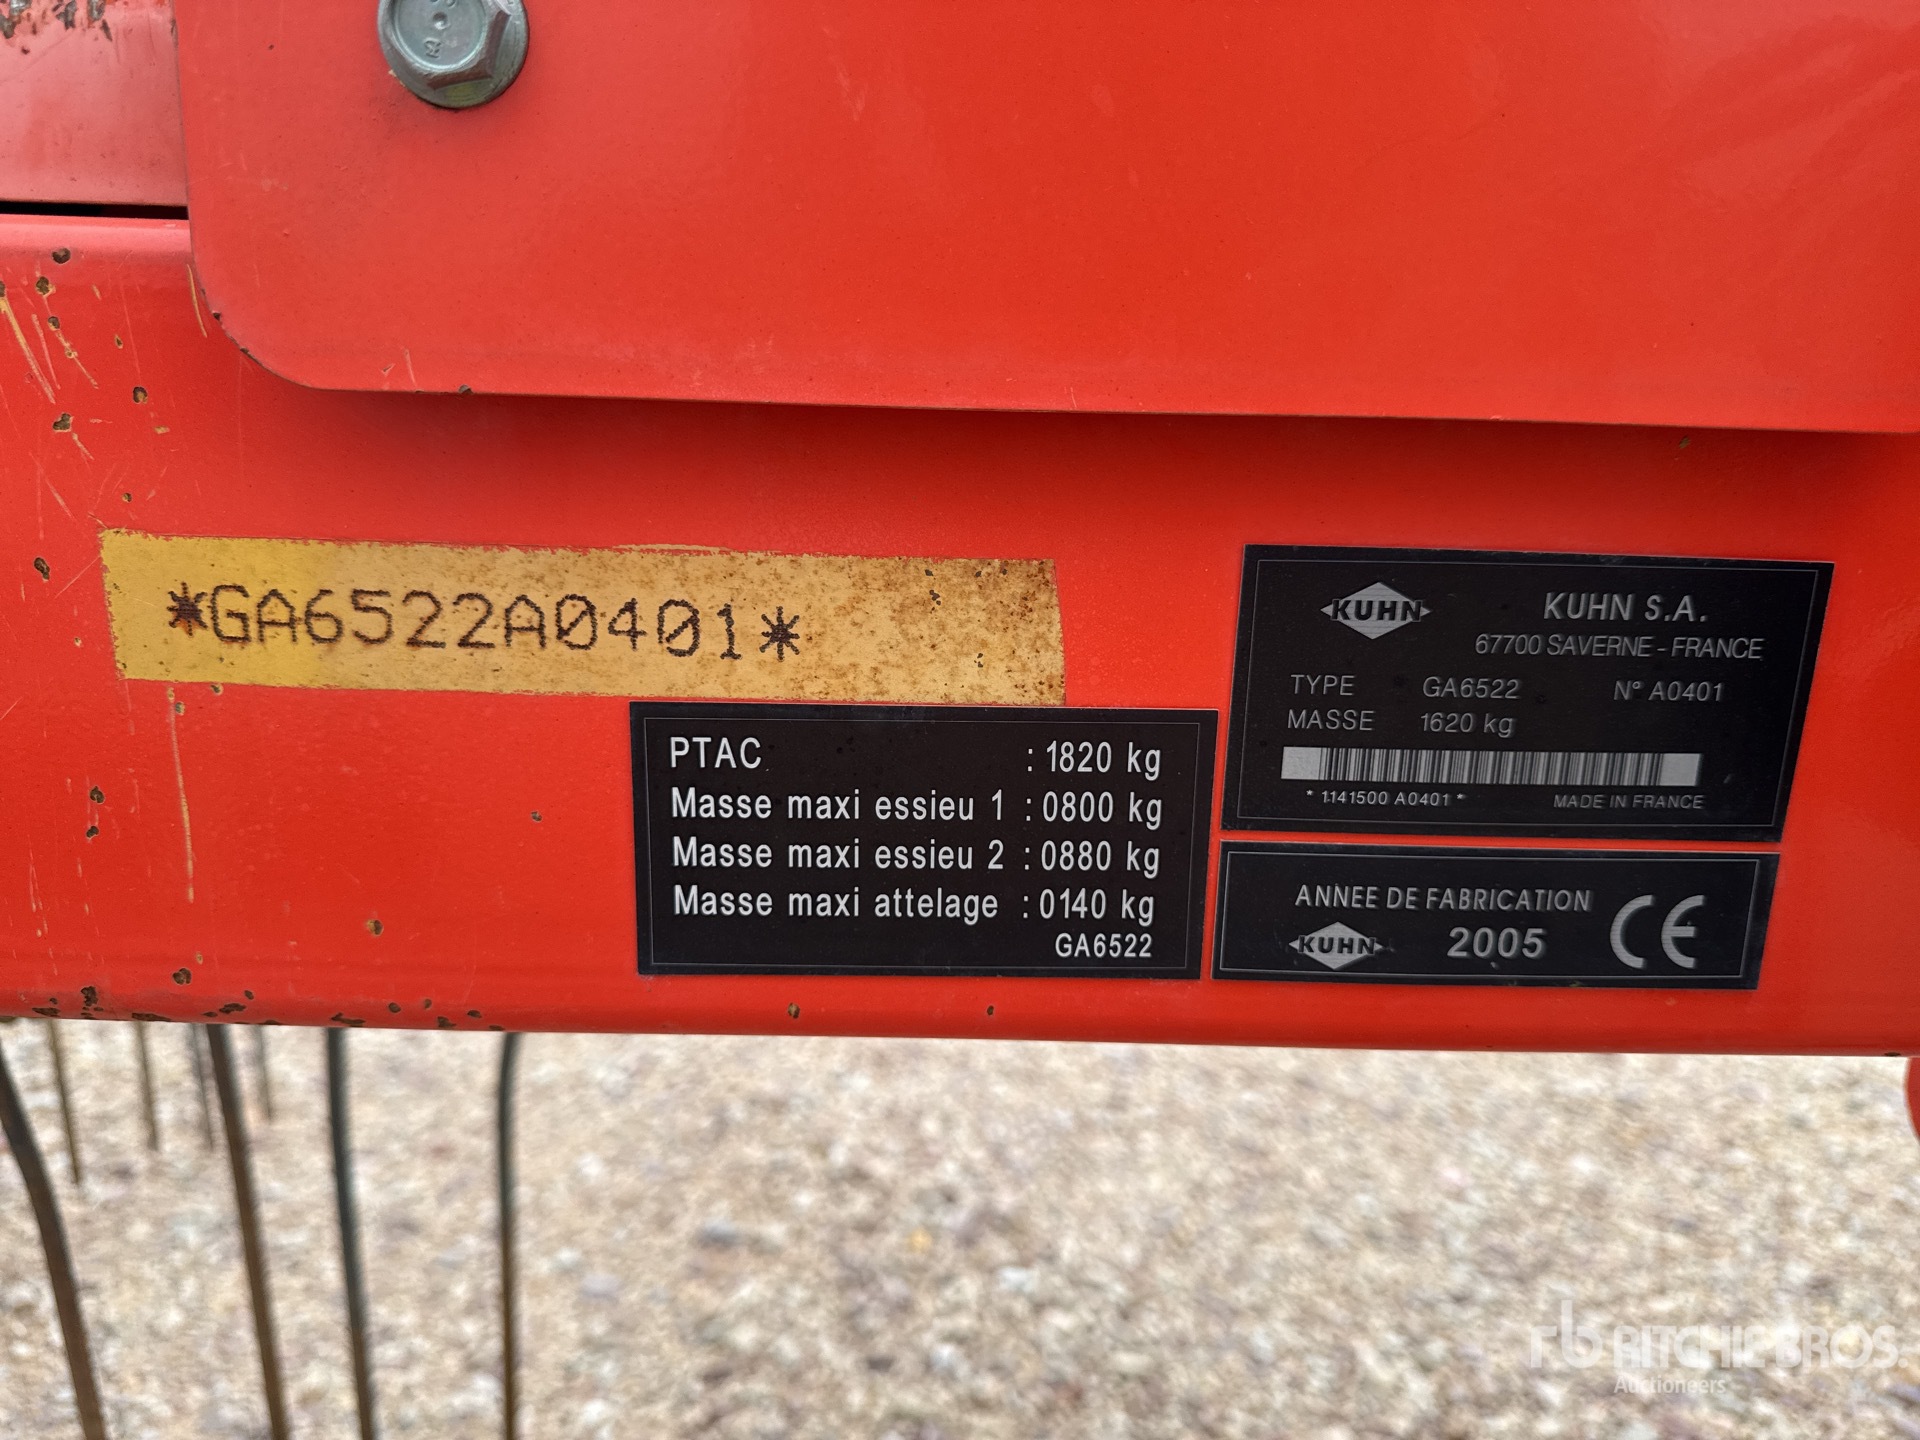 *GA6522A0401*
KUHN
KUHN S.A.
67700 SAVERNE - FRANCE
TYPE GA6522 N° A0401
MASSE 1620 kg
* 1141500 A0401 * MADE IN FRANCE
PTAC : 1820 kg
Masse maxi essieu 1 : 0800 kg
Masse maxi essieu 2 : 0880 kg
Masse maxi attelage : 0140 kg
GA6522
ANNEE DE FABRICATION
KUHN 2005 CE
rb RITCHIE BROS.
Auctioneers